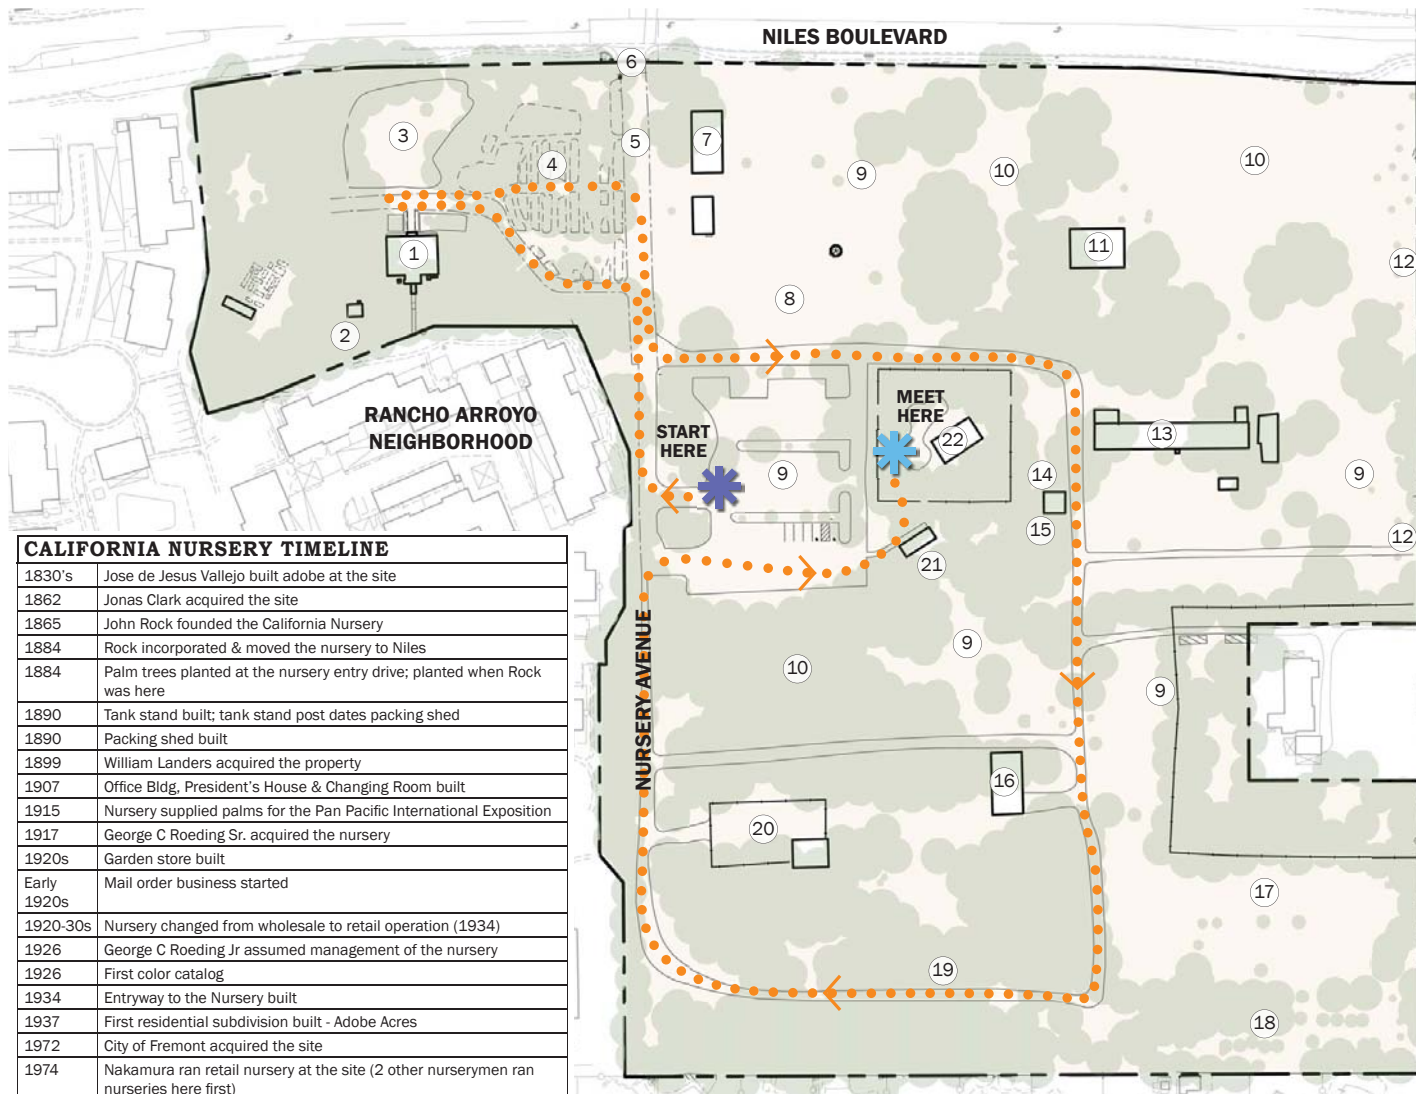 NILES BOULEVARD
6
3
4
5
7
9
10
10
1
11
12
2
8
RANCHO ARROYO
NEIGHBORHOOD
START
HERE
MEET
HERE
22
13
9
14
9
15
12
21
CALIFORNIA NURSERY TIMELINE
1830's Jose de Jesus Vallejo built adobe at the site
1862 Jonas Clark acquired the site
1865 John Rock founded the California Nursery
1884 Rock incorporated & moved the nursery to Niles
1884 Palm trees planted at the nursery entry drive; planted when Rock
was here
1890 Tank stand built; tank stand post dates packing shed
1890 Packing shed built
1899 William Landers acquired the property
1907 Office Bldg, President's House & Changing Room built
1915 Nursery supplied palms for the Pan Pacific International Exposition
1917 George C Roeding Sr. acquired the nursery
1920s Garden store built
Early Mail order business started
1920s
1920-30s Nursery changed from wholesale to retail operation (1934)
1926 George C Roeding Jr assumed management of the nursery
1926 First color catalog
1934 Entryway to the Nursery built
1937 First residential subdivision built - Adobe Acres
1972 City of Fremont acquired the site
1974 Nakamura ran retail nursery at the site (2 other nurserymen ran
nurseries here first)
NURSERY AVENUE
9
10
9
16
20
17
19
18